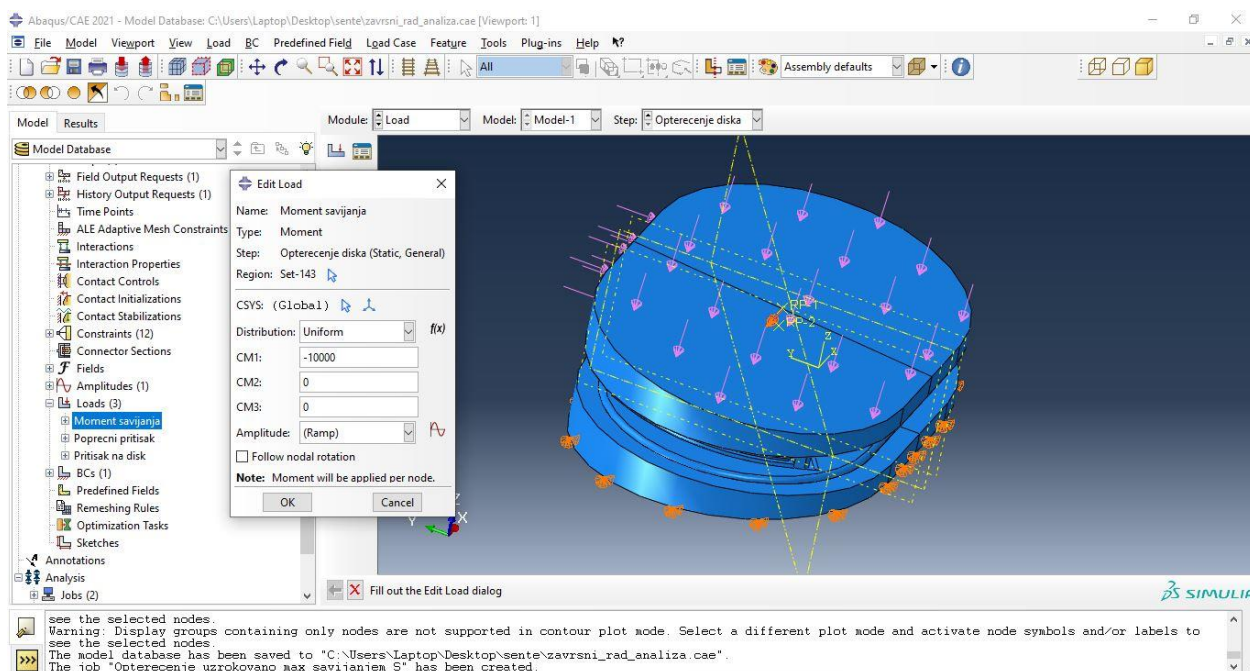 Abaqus/CAE 2021 - Model Database: C:\Users\Laptop\Desktop\sente\zavrsni_rad_analiza.cae [Viewport: 1]
File Model Viewport View Load BC Predefined Field Load Case Feature Tools Plug-ins Help
All
Assembly defaults
Model Results
Module: Load Model: Model-1 Step: Opterecenje diska
Model Database
Field Output Requests (1)
History Output Requests (1)
Time Points
ALE Adaptive Mesh Constraints
Interactions
Interaction Properties
Contact Controls
Contact Initializations
Contact Stabilizations
Constraints (12)
Connector Sections
Fields
Amplitudes (1)
Loads (3)
Moment savijanja
Poprecni pritisak
Pritisak na disk
BCs (1)
Predefined Fields
Remeshing Rules
Optimization Tasks
Sketches
Annotations
Analysis
Jobs (2)
Edit Load
Name: Moment savijanja
Type: Moment
Step: Opterecenje diska (Static, General)
Region: Set-143
CSYS: (Global)
Distribution: Uniform f(x)
CM1: -10000
CM2: 0
CM3: 0
Amplitude: (Ramp)
Follow nodal rotation
Note: Moment will be applied per node.
OK Cancel
RP-1
RP-2
Z
Y X
Z
Y X
Fill out the Edit Load dialog
SIMULIA
see the selected nodes.
Warning: Display groups containing only nodes are not supported in contour plot mode. Select a different plot mode and activate node symbols and/or labels to
see the selected nodes.
The model database has been saved to "C:\Users\Laptop\Desktop\sente\zavrsni_rad_analiza.cae".
The job "Opterecenje uzrokovano max savijanjem S" has been created.